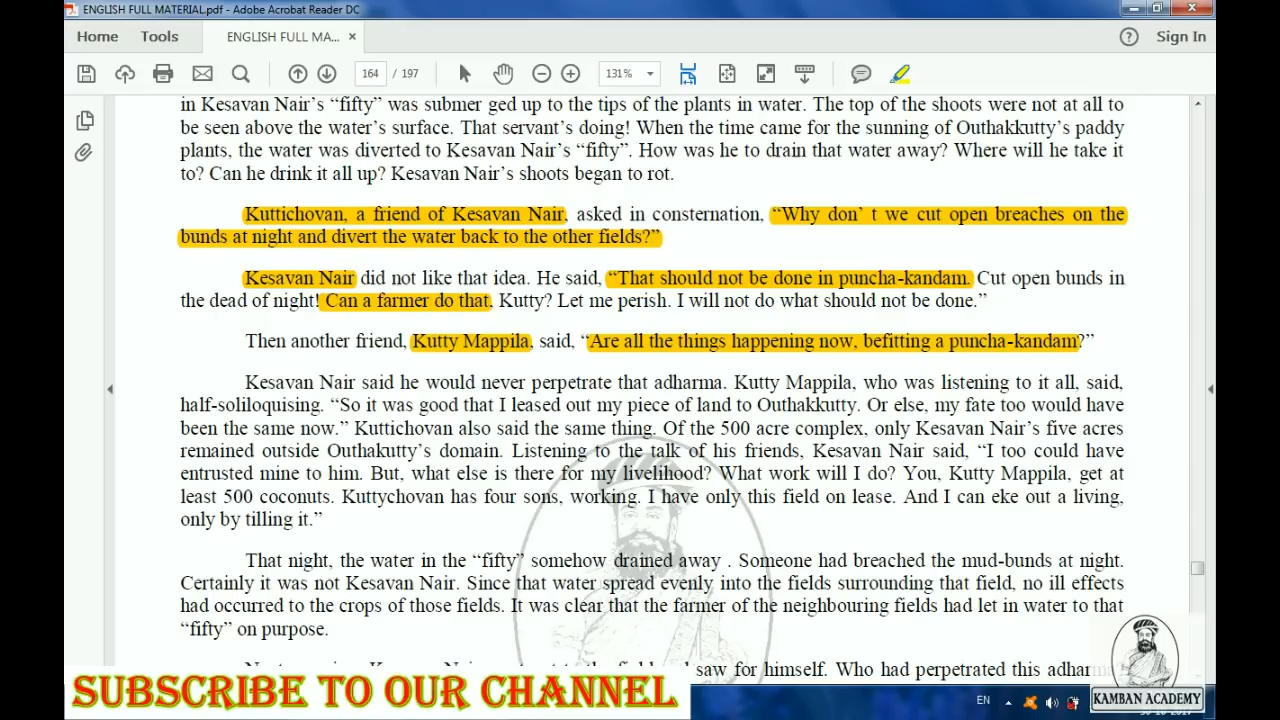 ENGLISH FULL MATERIAL.pdf - Adobe Acrobat Reader DC
Home Tools ENGLISH FULL MA... × ? Sign In
164 / 197 131%
in Kesavan Nair’s “fifty” was submer ged up to the tips of the plants in water. The top of the shoots were not at all to
be seen above the water’s surface. That servant’s doing! When the time came for the sunning of Outhakkutty’s paddy
plants, the water was diverted to Kesavan Nair’s “fifty”. How was he to drain that water away? Where will he take it
to? Can he drink it all up? Kesavan Nair’s shoots began to rot.
Kuttichovan, a friend of Kesavan Nair, asked in consternation, “Why don’ t we cut open breaches on the
bunds at night and divert the water back to the other fields?”
Kesavan Nair did not like that idea. He said, “That should not be done in puncha-kandam. Cut open bunds in
the dead of night! Can a farmer do that, Kutty? Let me perish. I will not do what should not be done.”
Then another friend, Kutty Mappila, said, “Are all the things happening now, befitting a puncha-kandam?”
Kesavan Nair said he would never perpetrate that adharma. Kutty Mappila, who was listening to it all, said,
half-soliloquising. “So it was good that I leased out my piece of land to Outhakkutty. Or else, my fate too would have
been the same now.” Kuttichovan also said the same thing. Of the 500 acre complex, only Kesavan Nair’s five acres
remained outside Outhakutty’s domain. Listening to the talk of his friends, Kesavan Nair said, “I too could have
entrusted mine to him. But, what else is there for my livelihood? What work will I do? You, Kutty Mappila, get at
least 500 coconuts. Kuttychovan has four sons, working. I have only this field on lease. And I can eke out a living,
only by tilling it.”
That night, the water in the “fifty” somehow drained away . Someone had breached the mud-bunds at night.
Certainly it was not Kesavan Nair. Since that water spread evenly into the fields surrounding that field, no ill effects
had occurred to the crops of those fields. It was clear that the farmer of the neighbouring fields had let in water to that
“fifty” on purpose.
saw for himself. Who had perpetrated this adharma
SUBSCRIBE TO OUR CHANNEL
EN
KAMBAN ACADEMY